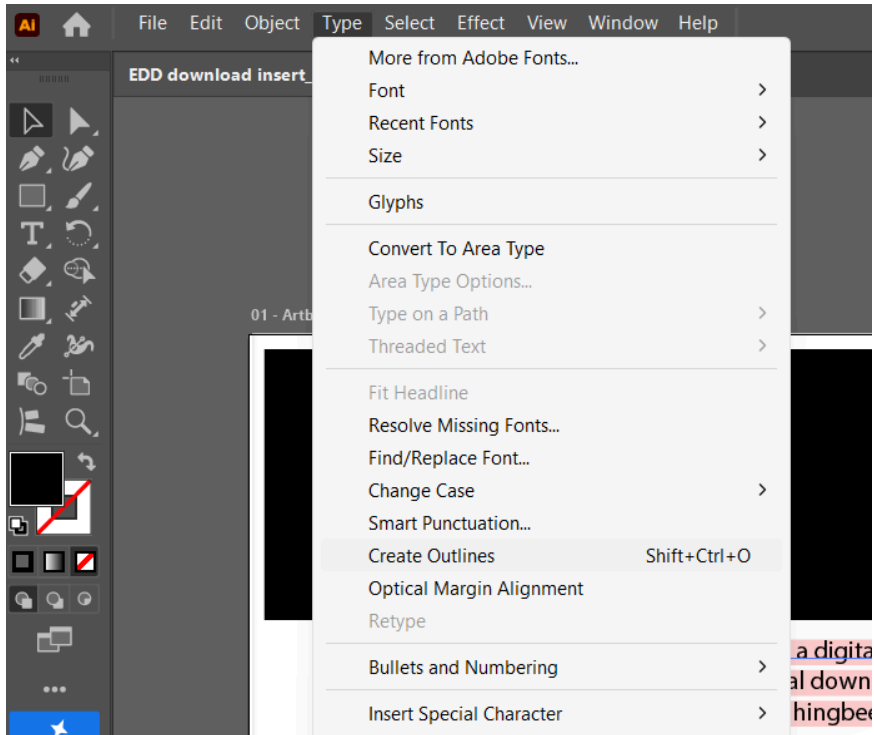 Ai File Edit Object Type Select Effect View Window Help
EDD download insert_
More from Adobe Fonts...
Font
Recent Fonts
Size
Glyphs
Convert To Area Type
Area Type Options...
Type on a Path
01 - Artb
Threaded Text
Fit Headline
Resolve Missing Fonts...
Find/Replace Font...
Change Case
Smart Punctuation...
Create Outlines Shift+Ctrl+O
Optical Margin Alignment
Retype
Bullets and Numbering
Insert Special Character
a digita
al down
hingbee